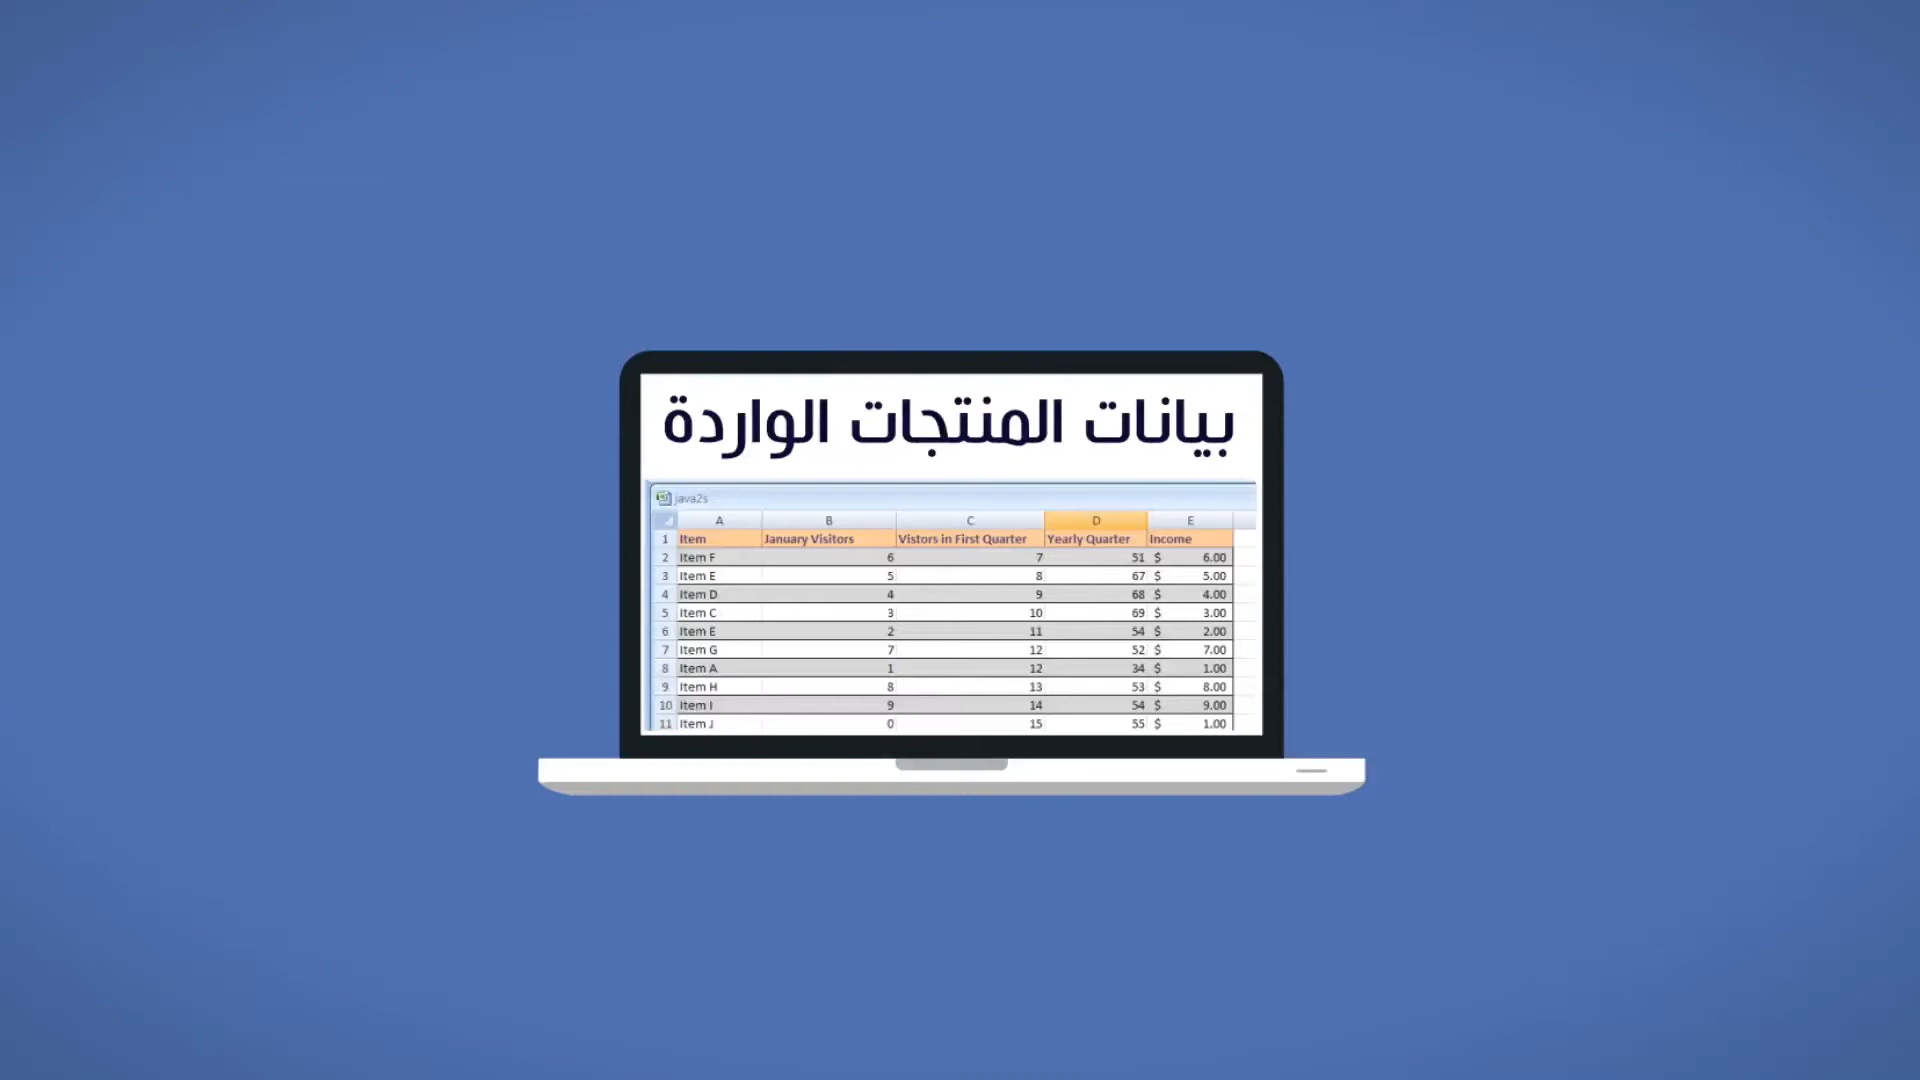 بيانات المنتجات الواردة
java2s
A B C D E
1 Item January Visitors Vistors in First Quarter Yearly Quarter Income
2 Item F 6 7 51 $ 6.00
3 Item E 5 8 67 $ 5.00
4 Item D 4 9 68 $ 4.00
5 Item C 3 10 69 $ 3.00
6 Item E 2 11 54 $ 2.00
7 Item G 7 12 52 $ 7.00
8 Item A 1 12 34 $ 1.00
9 Item H 8 13 53 $ 8.00
10 Item I 9 14 54 $ 9.00
11 Item J 0 15 55 $ 1.00